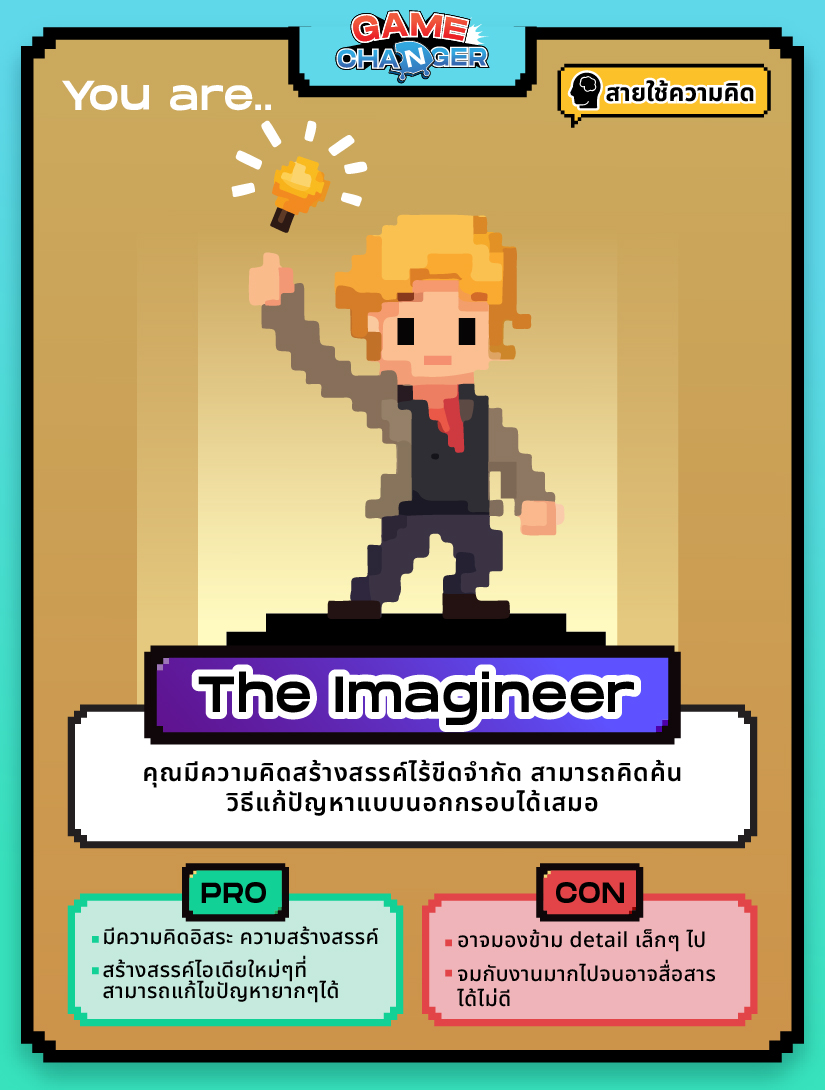 GAME
CHANGER
You are..
สายใช้ความคิด
The Imagineer
คุณมีความคิดสร้างสรรค์ไร้ขีดจำกัด สามารถคิดค้น
วิธีแก้ปัญหาแบบนอกกรอบได้เสมอ
PRO
มีความคิดอิสระ ความสร้างสรรค์
สร้างสรรค์ไอเดียใหม่ๆที่
สามารถแก้ไขปัญหายากๆได้
CON
อาจมองข้าม detail เล็กๆ ไป
จมกับงานมากไปจนอาจสื่อสาร
ได้ไม่ดี